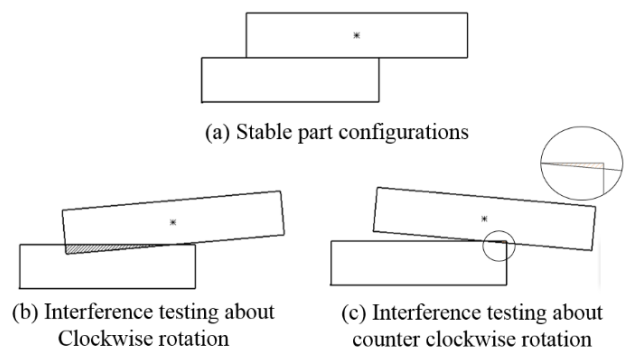 (a) Stable part configurations
(b) Interference testing about
Clockwise rotation
(c) Interference testing about
counter clockwise rotation